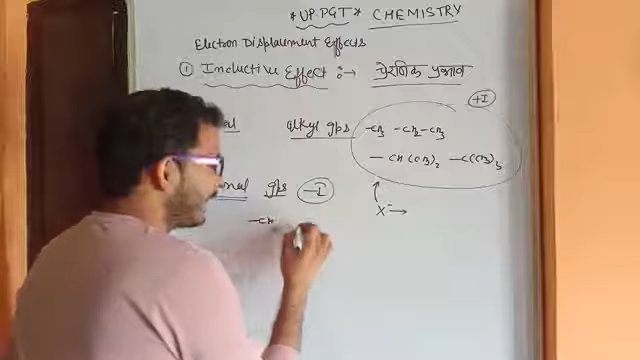 *UP-PGT* CHEMISTRY
Electron Displacement Effects
① Inductive Effect :→ प्रेरणिक प्रभाव
+I
alkyl gps -CH3 -CH2-CH3
-CH(CH3)2 -C(CH3)3
gps -I
X-→
-CH